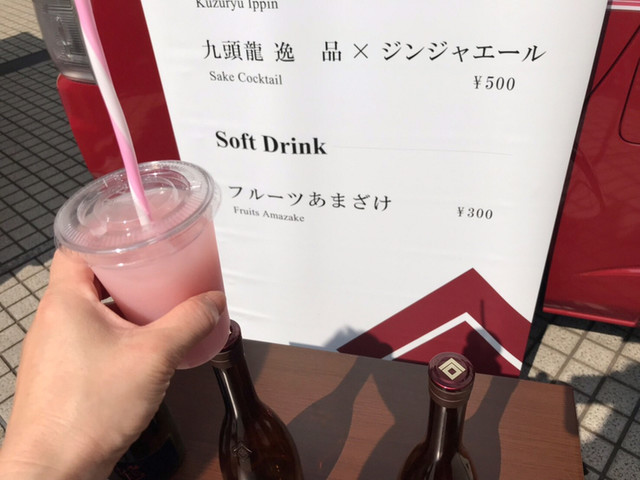 Kuzuryu Ippin
九頭龍 逸 品 × ジンジャエール
Sake Cocktail
¥500
Soft Drink
フルーツあまざけ
Fruits Amazake
¥300